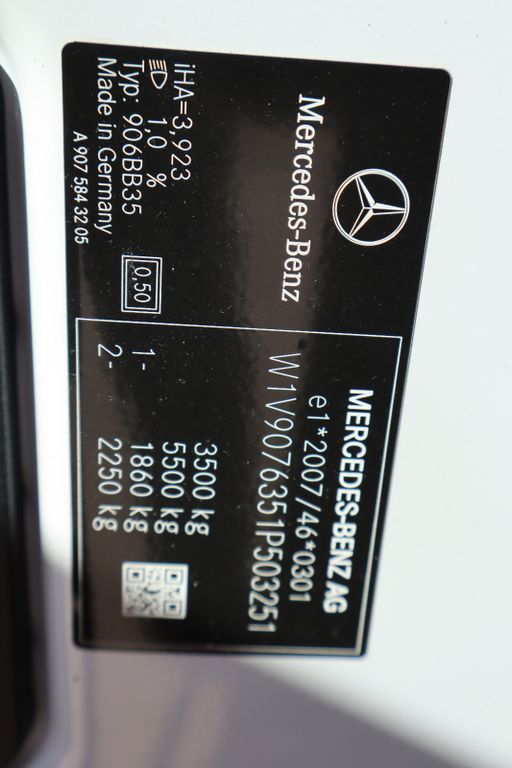 Mercedes-Benz
iHA=3,923
1,0 %
Typ: 906BB35
Made in Germany
A 907 584 32 05
0,50
MERCEDES-BENZ AG
e1*2007/46*0301
W1V9076351P503251
3500 kg
5500 kg
1- 1860 kg
2- 2250 kg